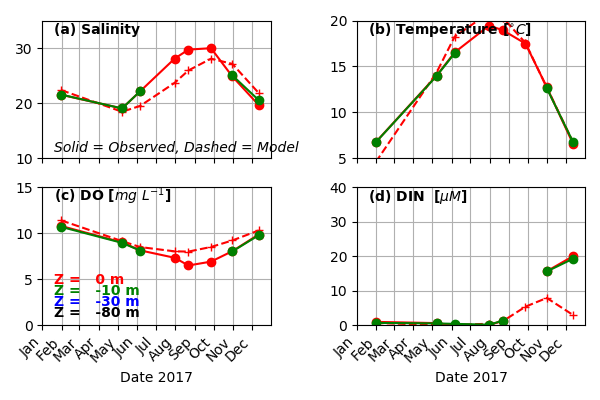 (a) Salinity
30
20
10
Solid = Observed, Dashed = Model
(b) Temperature [ C]
20
15
10
5
(c) DO [mg L⁻¹]
15
10
5
0
Z =   0 m
Z =   -10 m
Z =   -30 m
Z =   -80 m
Jan Feb Mar Apr May Jun Jul Aug Sep Oct Nov Dec
Date 2017
(d) DIN  [μM]
40
30
20
10
0
Jan Feb Mar Apr May Jun Jul Aug Sep Oct Nov Dec
Date 2017